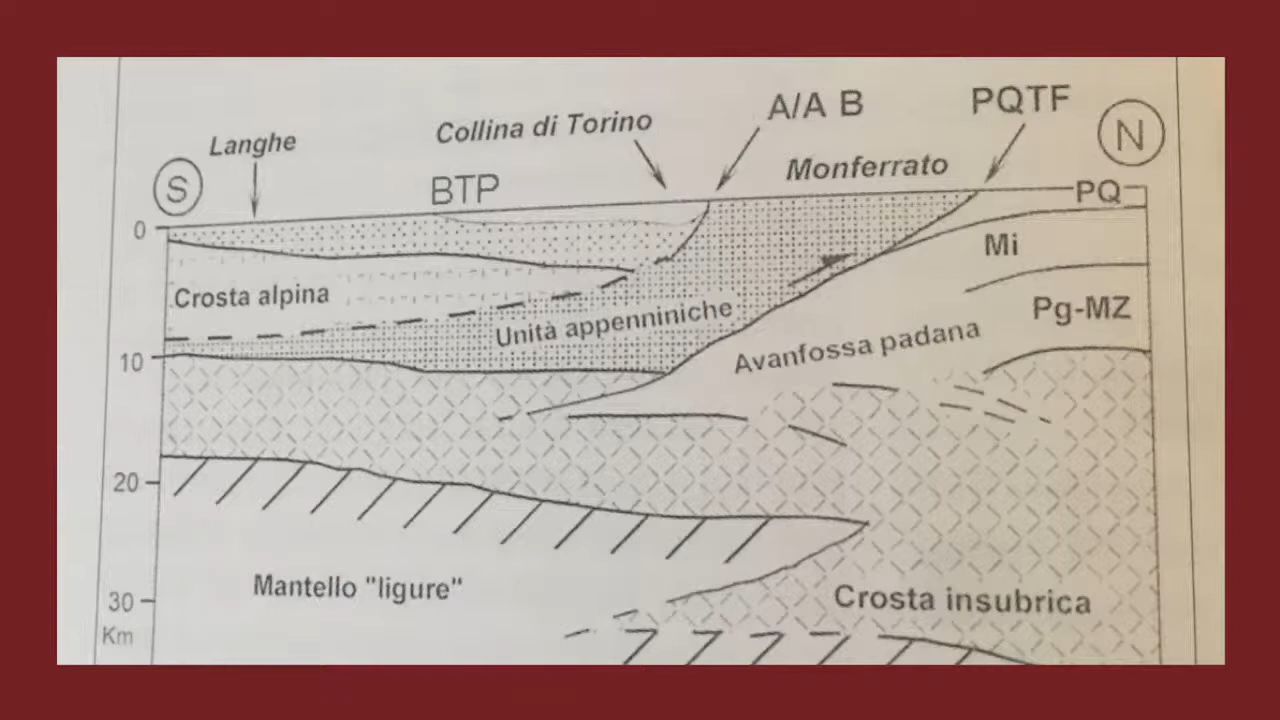 A/A B
PQTF
Collina di Torino
Langhe
N
Monferrato
S
BTP
PQ
0
Mi
Crosta alpina
Pg-MZ
Unità appenniniche
Avanfossa padana
10
20
Mantello "ligure"
30
Crosta insubrica
Km